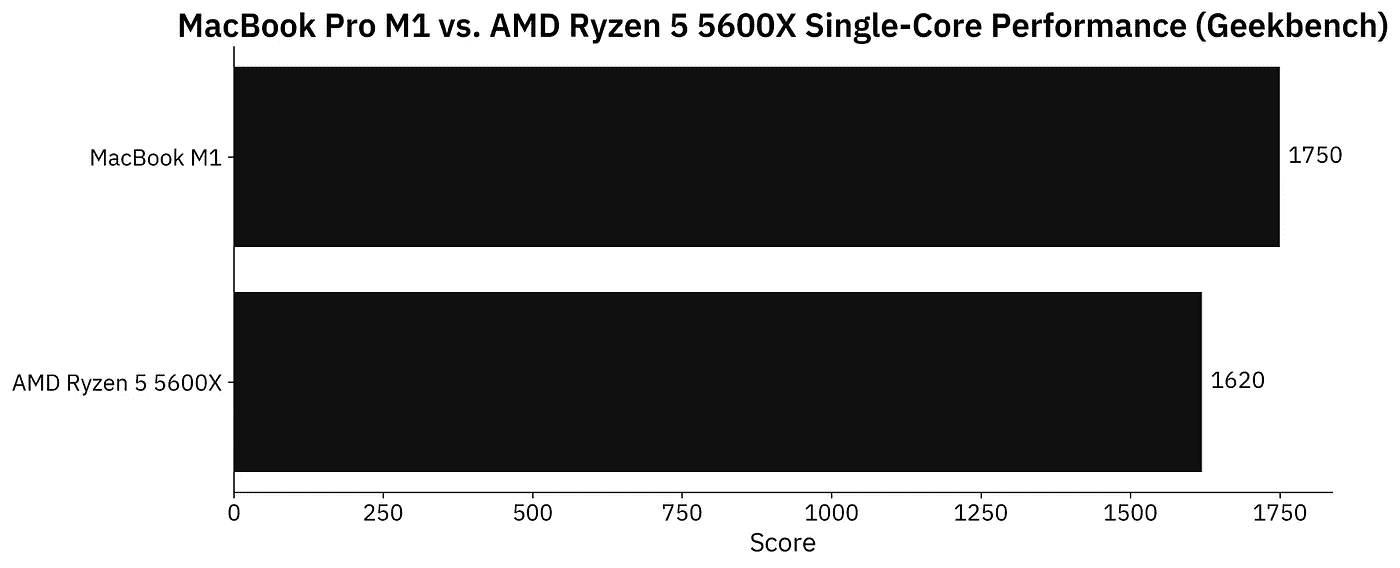 MacBook Pro M1 vs. AMD Ryzen 5 5600X Single-Core Performance (Geekbench)
MacBook M1
1750
AMD Ryzen 5 5600X
1620
0 250 500 750 1000 1250 1500 1750
Score